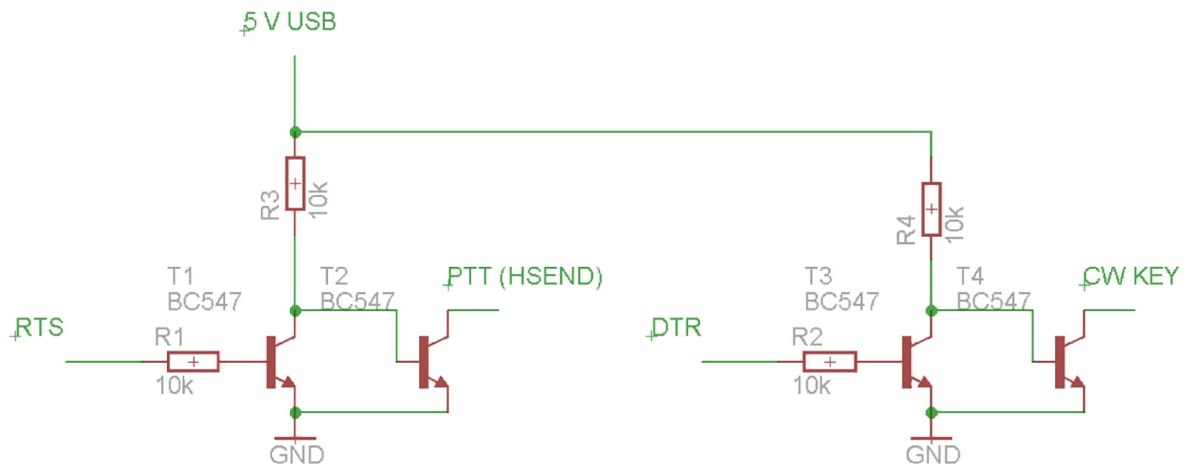 5 V USB
R3
10k
R4
10k
T1
BC547
T2
BC547
PTT (HSEND)
T3
BC547
T4
BC547
CW KEY
RTS
R1
10k
DTR
R2
10k
GND
GND